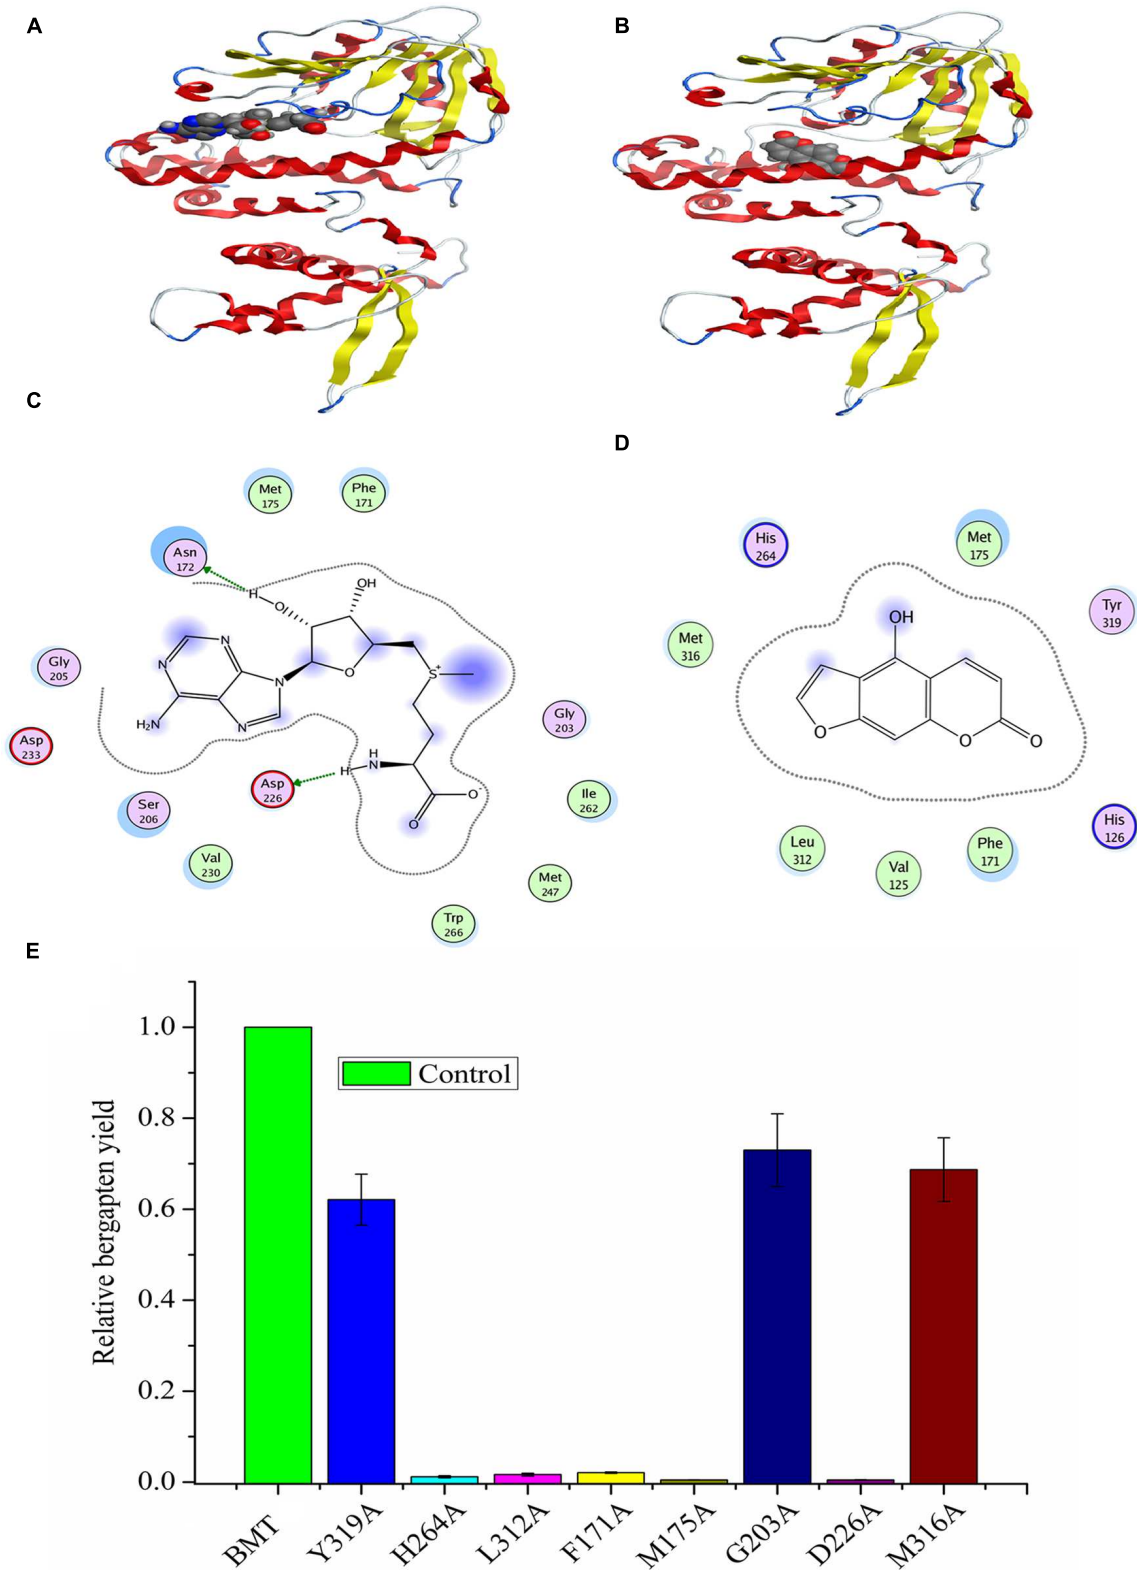 A
B
C
D
Met
175
Phe
171
Asn
172
H
O
OH
N
N
N
N
O
S+
H2N
Gly
205
Asp
233
Asp
226
H
H
N
Gly
203
Ser
206
Ile
262
O-
O
Val
230
Met
247
Trp
266
His
264
Met
175
Tyr
319
OH
Met
316
O
O
O
Leu
312
Val
125
Phe
171
His
126
E
Relative bergapten yield
1.0
0.8
0.6
0.4
0.2
0.0
Control
BMT
Y319A
H264A
L312A
F171A
M175A
G203A
D226A
M316A